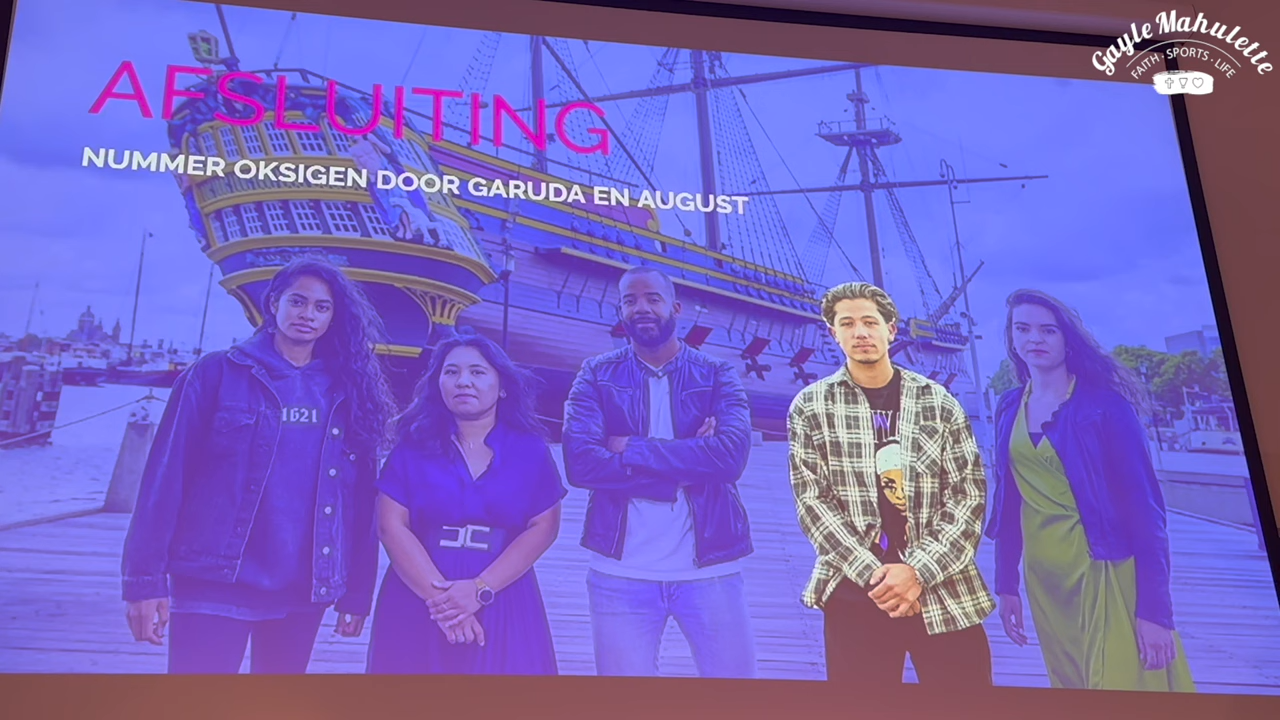 AFSLUITING
NUMMER OKSIGEN DOOR GARUDA EN AUGUST
Gayle Mahulette
FAITH · SPORTS · LIFE
1621